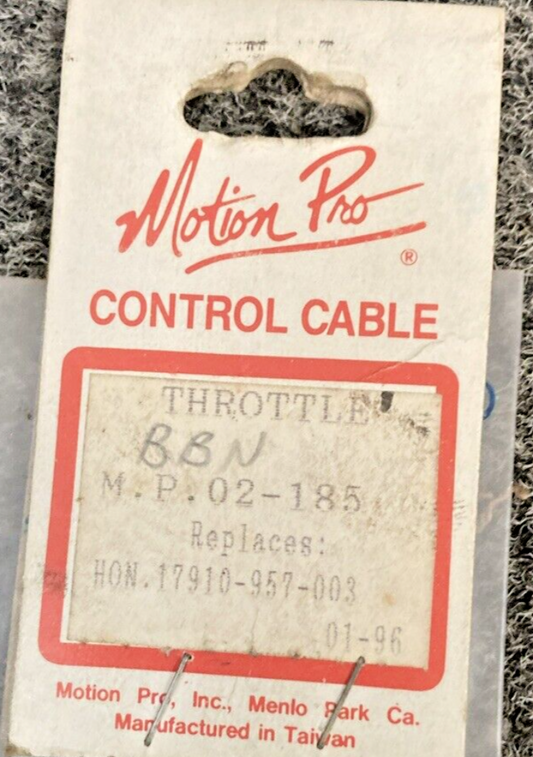 Motion Pro
®
CONTROL CABLE
THROTTLE
BBN
M.P.02-185
Replaces:
HON.17910-957-003
01-96
Motion Pro, Inc., Menlo Park Ca.
Manufactured in Taiwan